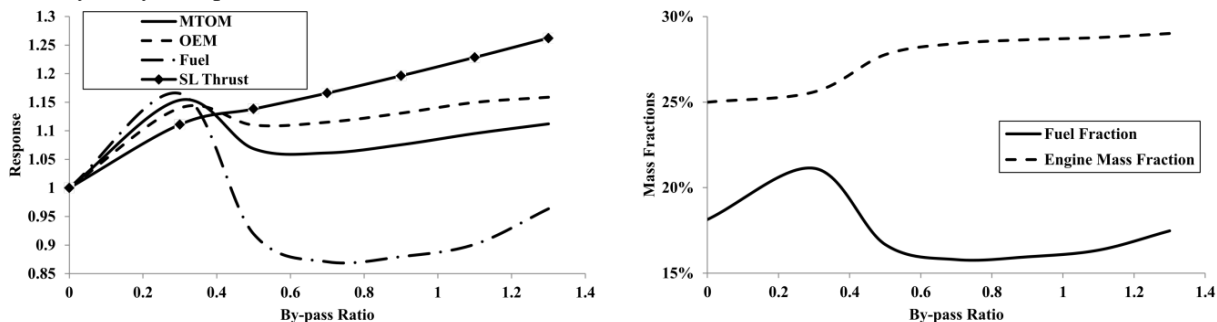 MTOM
OEM
Fuel
SL Thrust
1.3
1.25
1.2
1.15
1.1
1.05
1
0.95
0.9
0.85
Response
0 0.2 0.4 0.6 0.8 1 1.2 1.4
By-pass Ratio
30%
25%
20%
15%
Mass Fractions
Fuel Fraction
Engine Mass Fraction
0 0.2 0.4 0.6 0.8 1 1.2 1.4
By-pass Ratio